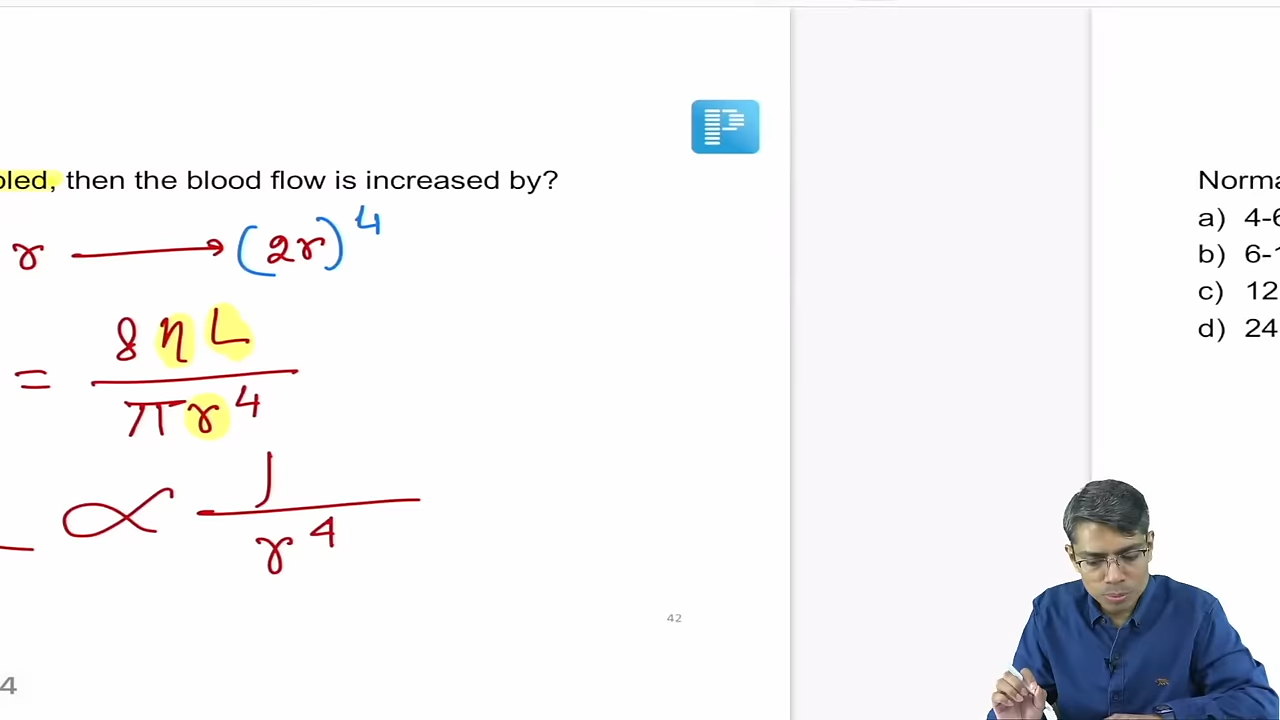 P
oled, then the blood flow is increased by?
r ⟶ (2r)⁴
= 8ηL / πr⁴
∝ 1 / r⁴
42
4
Norma
a) 4-6
b) 6-1
c) 12
d) 24